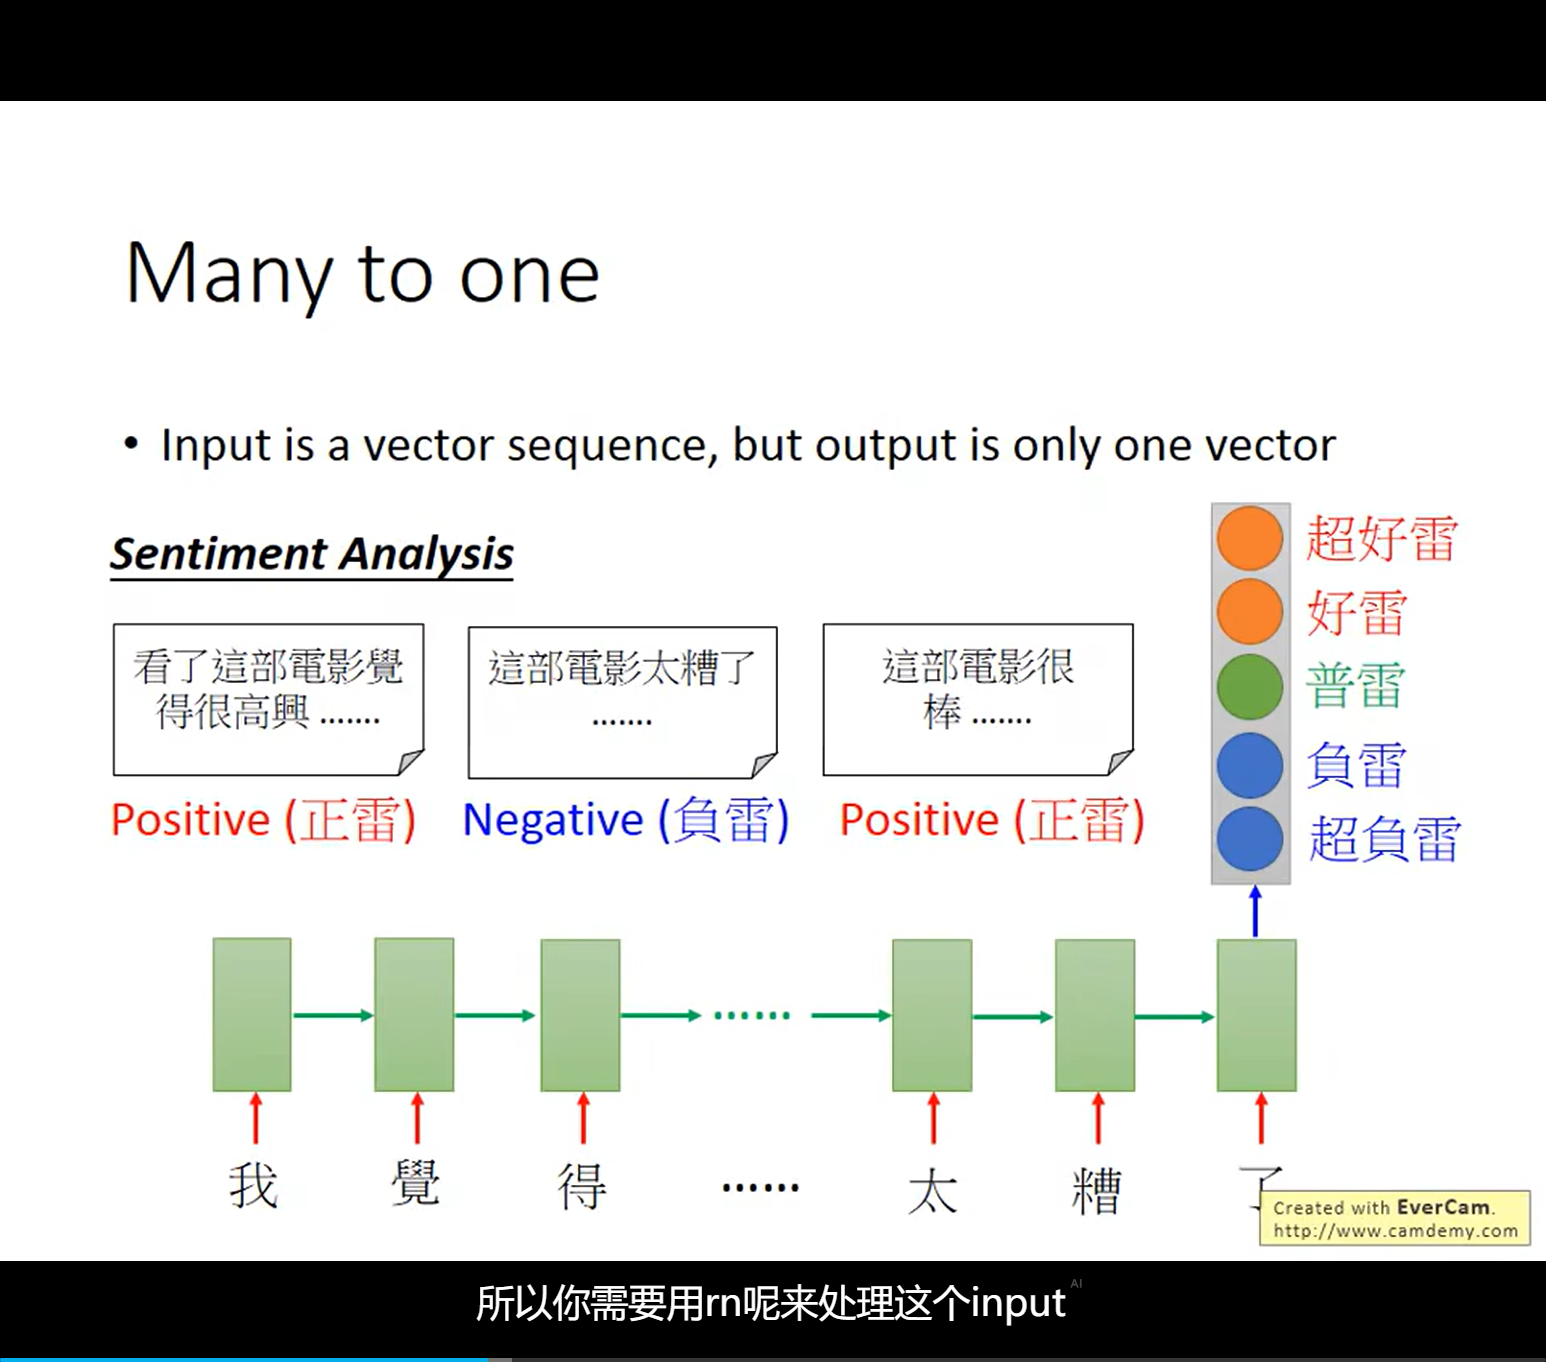 Many to one
• Input is a vector sequence, but output is only one vector
Sentiment Analysis
看了這部電影覺
得很高興 …….
Positive (正雷)
這部電影太糟了
…….
Negative (負雷)
這部電影很
棒 …….
Positive (正雷)
超好雷
好雷
普雷
負雷
超負雷
……
我 覺 得 …… 太 糟 了
Created with EverCam.
http://www.camdemy.com
所以你需要用rn呢来处理这个input
AI